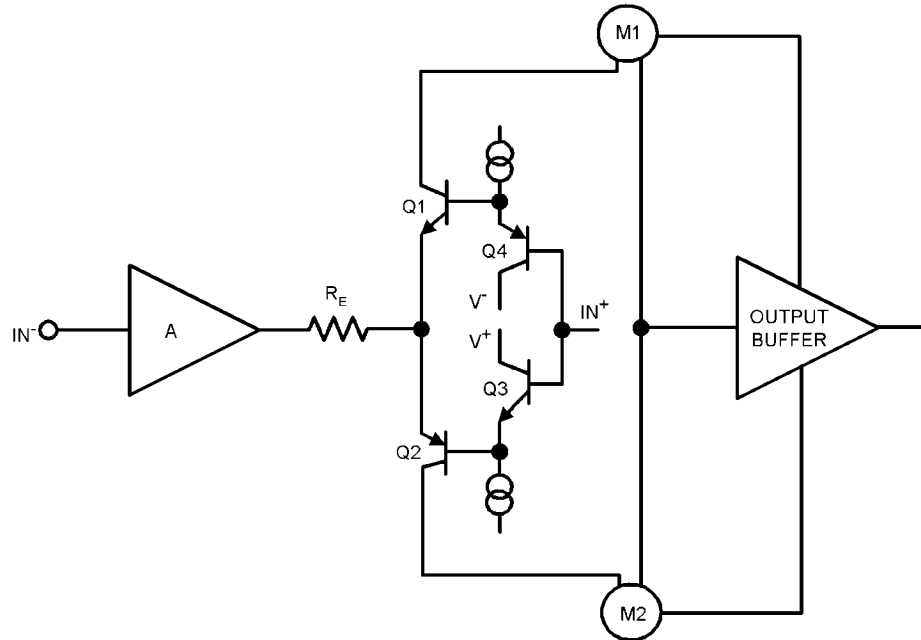 M1
Q1
Q4
R_E
IN-
A
V-
IN+
V+
OUTPUT
BUFFER
Q3
Q2
M2